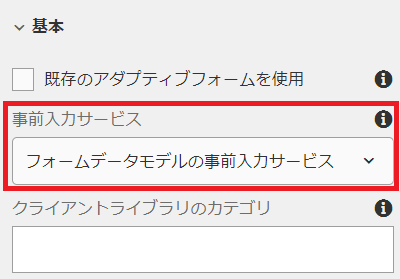 基本
既存のアダプティブフォームを使用
事前入力サービス
フォームデータモデルの事前入力サービス
クライアントライブラリのカテゴリ